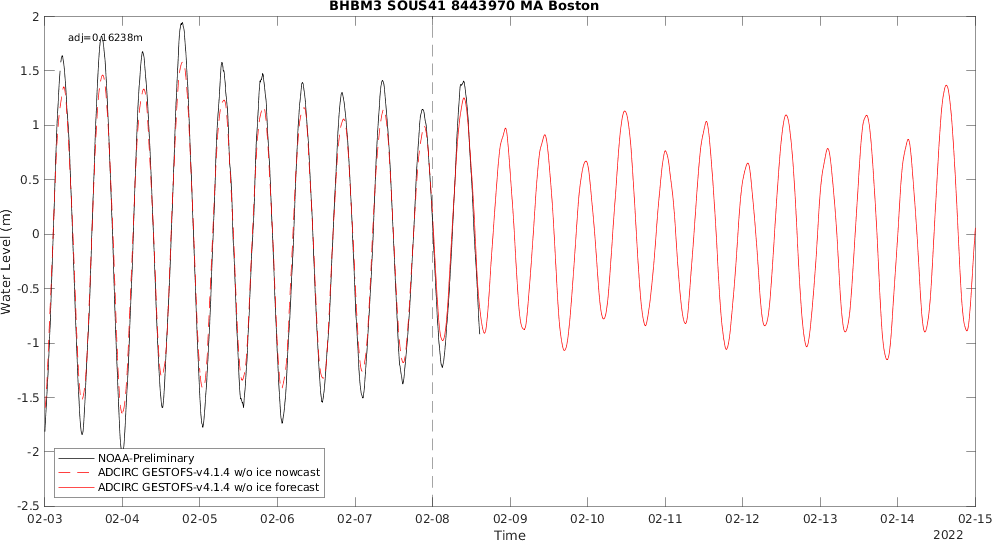 BHBM3 SOUS41 8443970 MA Boston
2
adj=0.16238m
1.5
1
0.5
0
-0.5
-1
-1.5
-2
-2.5
Water Level (m)
NOAA-Preliminary
ADCIRC GESTOFS-v4.1.4 w/o ice nowcast
ADCIRC GESTOFS-v4.1.4 w/o ice forecast
02-03 02-04 02-05 02-06 02-07 02-08 02-09 02-10 02-11 02-12 02-13 02-14 02-15
Time
2022